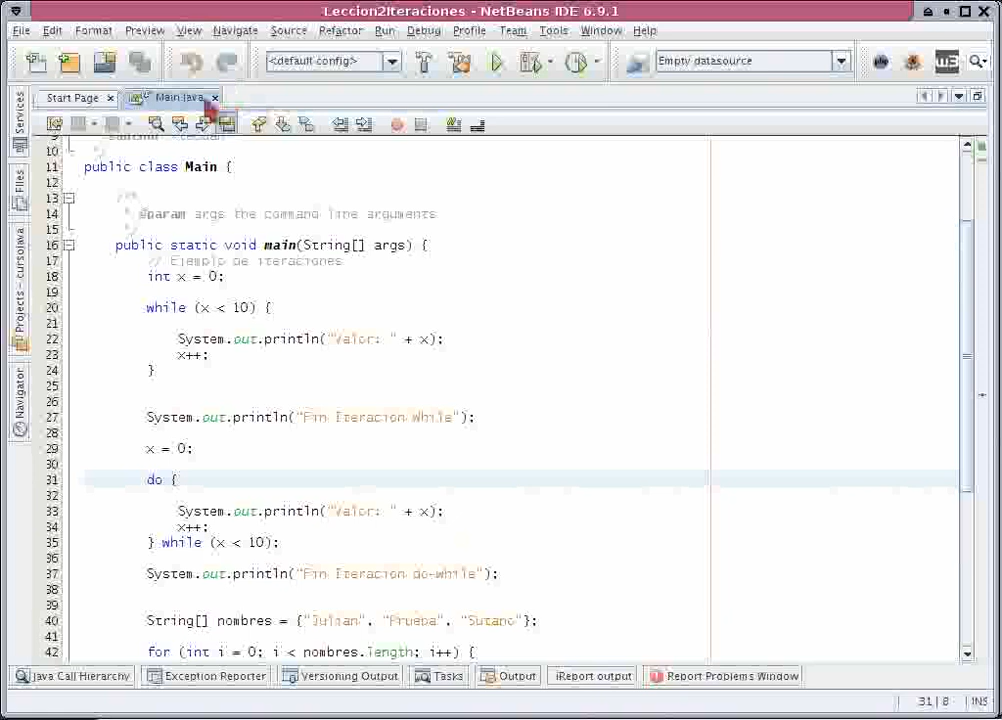 Leccion2Iteraciones - NetBeans IDE 6.9.1
File Edit Format Preview View Navigate Source Refactor Run Debug Profile Team Tools Window Help
<default config> Empty datasource WE
Start Page Main.java
Services
Files
Projects - cursoJava
Navigator
10
11 public class Main {
12
13 /**
14 * @param args the command line arguments
15 */
16 public static void main(String[] args) {
17 // Ejemplo de iteraciones
18 int x = 0;
19
20 while (x < 10) {
21
22 System.out.println("Valor: " + x);
23 x++;
24 }
25
26
27 System.out.println("Fin Iteracion While");
28
29 x = 0;
30
31 do {
32
33 System.out.println("Valor: " + x);
34 x++;
35 } while (x < 10);
36
37 System.out.println("Fin Iteracion do-while");
38
39
40 String[] nombres = {"Julian", "Prueba", "Sutano"};
41
42 for (int i = 0; i < nombres.length; i++) {
Java Call Hierarchy Exception Reporter Versioning Output Tasks Output iReport output Report Problems Window
31|8 INS